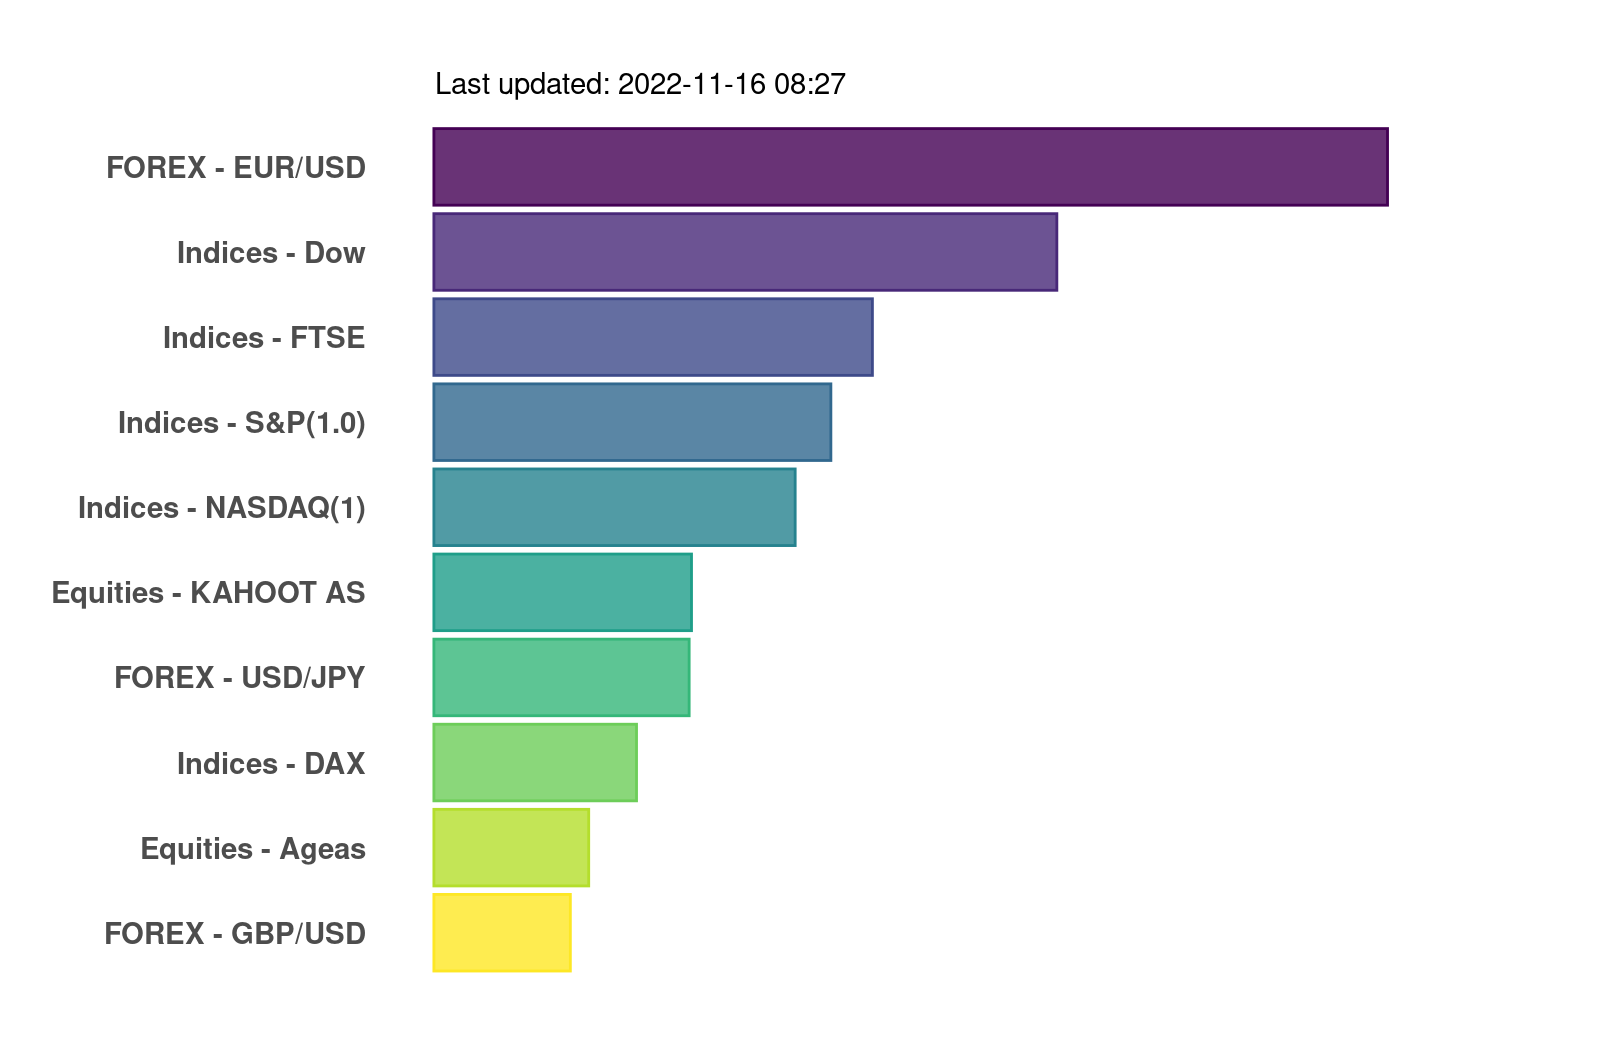 Last updated: 2022-11-16 08:27
FOREX - EUR/USD
Indices - Dow
Indices - FTSE
Indices - S&P(1.0)
Indices - NASDAQ(1)
Equities - KAHOOT AS
FOREX - USD/JPY
Indices - DAX
Equities - Ageas
FOREX - GBP/USD